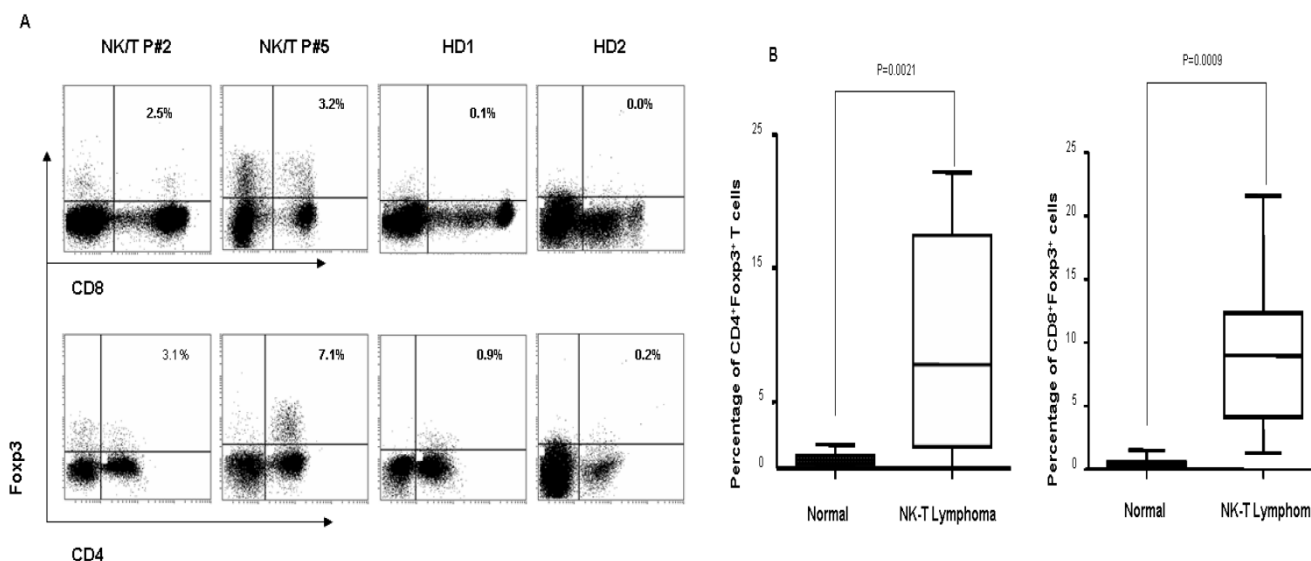 A
NK/T P#2 NK/T P#5 HD1 HD2
2.5% 3.2% 0.1% 0.0%
CD8
3.1% 7.1% 0.9% 0.2%
Foxp3
CD4
B
P=0.0021
25
15
5
0
Percentage of CD4+Foxp3+ T cells
Normal NK-T Lymphoma
P=0.0009
25
20
15
10
5
0
Percentage of CD8+Foxp3+ cells
Normal NK-T Lymphom